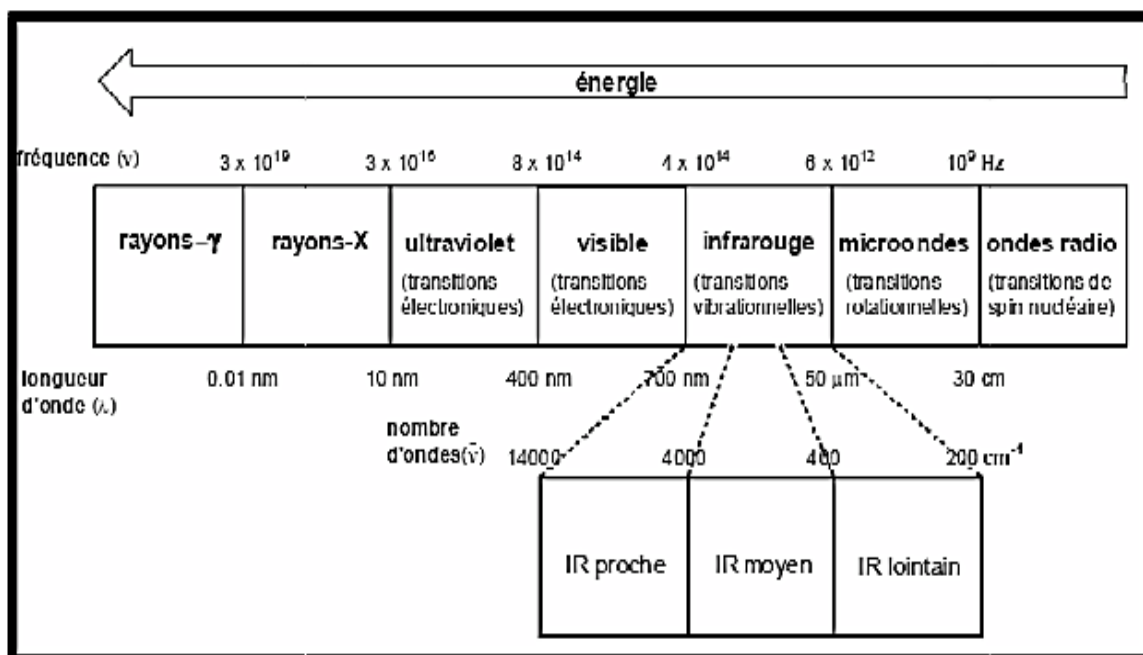 énergie
fréquence (ν) 3 x 10¹⁹ 3 x 10¹⁶ 8 x 10¹⁴ 4 x 10¹⁴ 6 x 10¹² 10⁹ Hz
rayons-γ rayons-X ultraviolet visible infrarouge microondes ondes radio
(transitions (transitions (transitions (transitions (transitions de
électroniques) électroniques) vibrationnelles) rotationnelles) spin nucléaire)
longueur 0.01 nm 10 nm 400 nm 700 nm 50 µm 30 cm
d'onde (λ)
nombre
d'ondes(ν̄) 14000 4000 400 200 cm⁻¹
IR proche IR moyen IR lointain